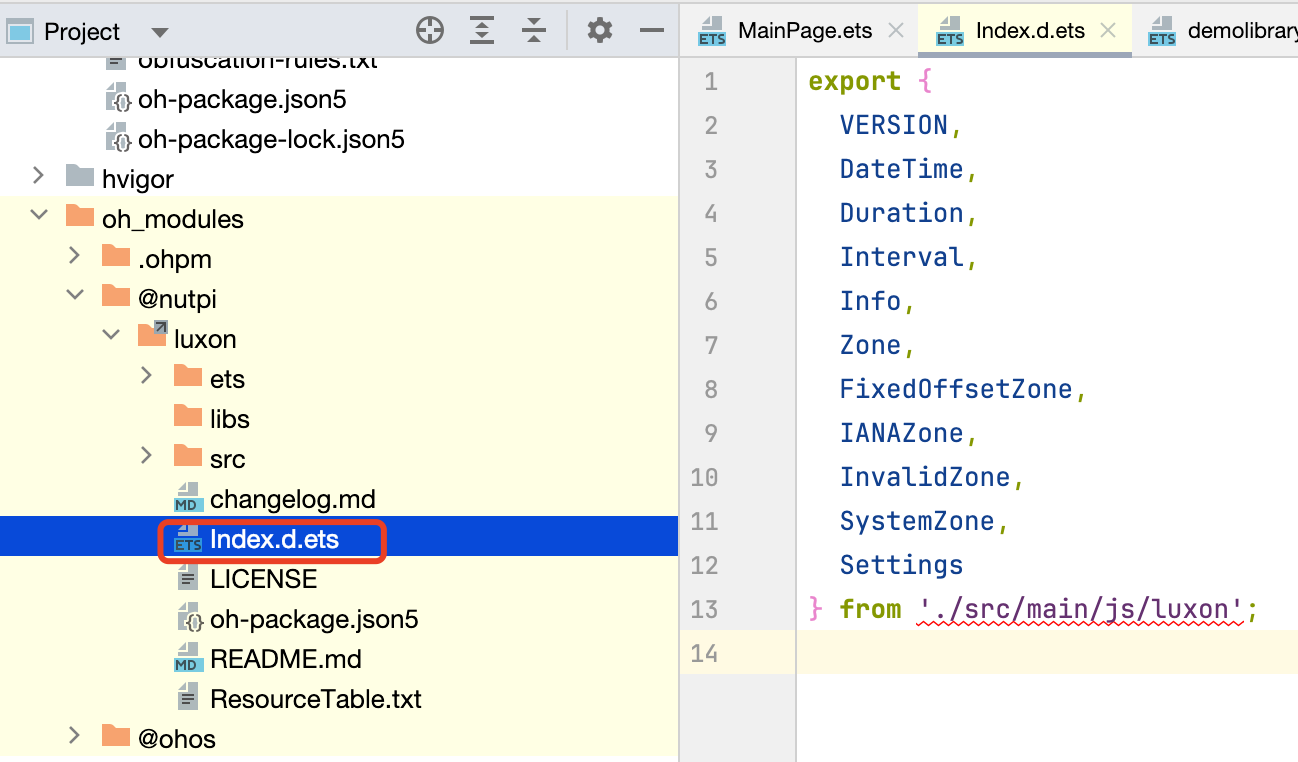 Project
MainPage.ets
Index.d.ets
demolibrary
obfuscation-rules.txt
oh-package.json5
oh-package-lock.json5
hvigor
oh_modules
.ohpm
@nutpi
luxon
ets
libs
src
MD changelog.md
ETS Index.d.ets
LICENSE
oh-package.json5
MD README.md
ResourceTable.txt
@ohos
1 export {
2 VERSION,
3 DateTime,
4 Duration,
5 Interval,
6 Info,
7 Zone,
8 FixedOffsetZone,
9 IANAZone,
10 InvalidZone,
11 SystemZone,
12 Settings
13 } from './src/main/js/luxon';
14